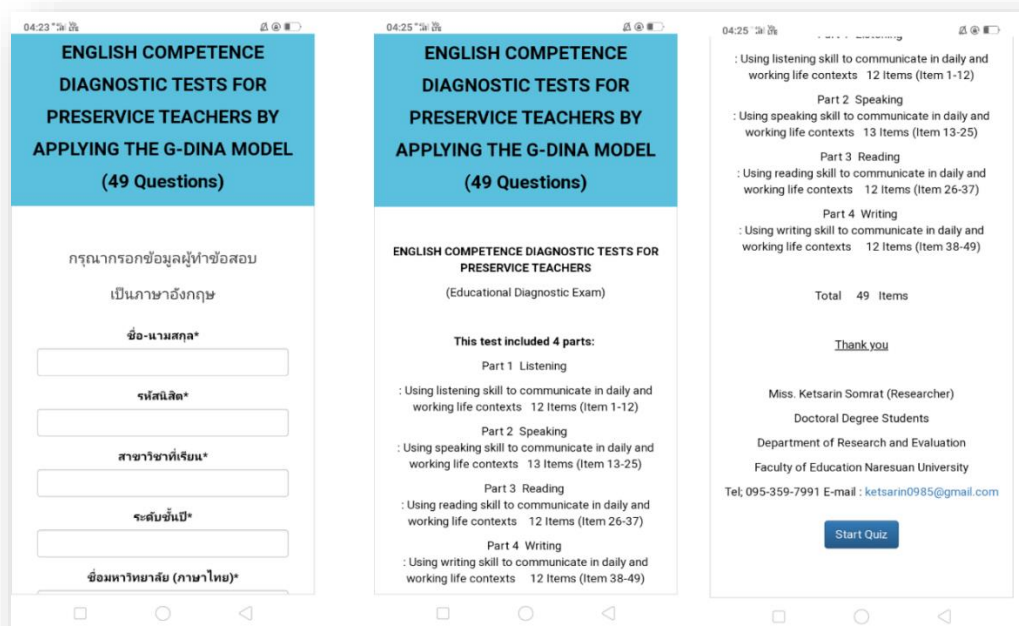 04:23
ENGLISH COMPETENCE
DIAGNOSTIC TESTS FOR
PRESERVICE TEACHERS BY
APPLYING THE G-DINA MODEL
(49 Questions)
กรุณากรอกข้อมูลผู้ทำข้อสอบ
เป็นภาษาอังกฤษ
ชื่อ-นามสกุล*
รหัสนิสิต*
สาขาวิชาที่เรียน*
ระดับชั้นปี*
ชื่อมหาวิทยาลัย (ภาษาไทย)*
04:25
ENGLISH COMPETENCE
DIAGNOSTIC TESTS FOR
PRESERVICE TEACHERS BY
APPLYING THE G-DINA MODEL
(49 Questions)
ENGLISH COMPETENCE DIAGNOSTIC TESTS FOR
PRESERVICE TEACHERS
(Educational Diagnostic Exam)
This test included 4 parts:
Part 1 Listening
: Using listening skill to communicate in daily and
working life contexts 12 Items (Item 1-12)
Part 2 Speaking
: Using speaking skill to communicate in daily and
working life contexts 13 Items (Item 13-25)
Part 3 Reading
: Using reading skill to communicate in daily and
working life contexts 12 Items (Item 26-37)
Part 4 Writing
: Using writing skill to communicate in daily and
working life contexts 12 Items (Item 38-49)
04:25
: Using listening skill to communicate in daily and
working life contexts 12 Items (Item 1-12)
Part 2 Speaking
: Using speaking skill to communicate in daily and
working life contexts 13 Items (Item 13-25)
Part 3 Reading
: Using reading skill to communicate in daily and
working life contexts 12 Items (Item 26-37)
Part 4 Writing
: Using writing skill to communicate in daily and
working life contexts 12 Items (Item 38-49)
Total 49 Items
Thank you
Miss. Ketsarin Somrat (Researcher)
Doctoral Degree Students
Department of Research and Evaluation
Faculty of Education Naresuan University
Tel; 095-359-7991 E-mail : ketsarin0985@gmail.com
Start Quiz